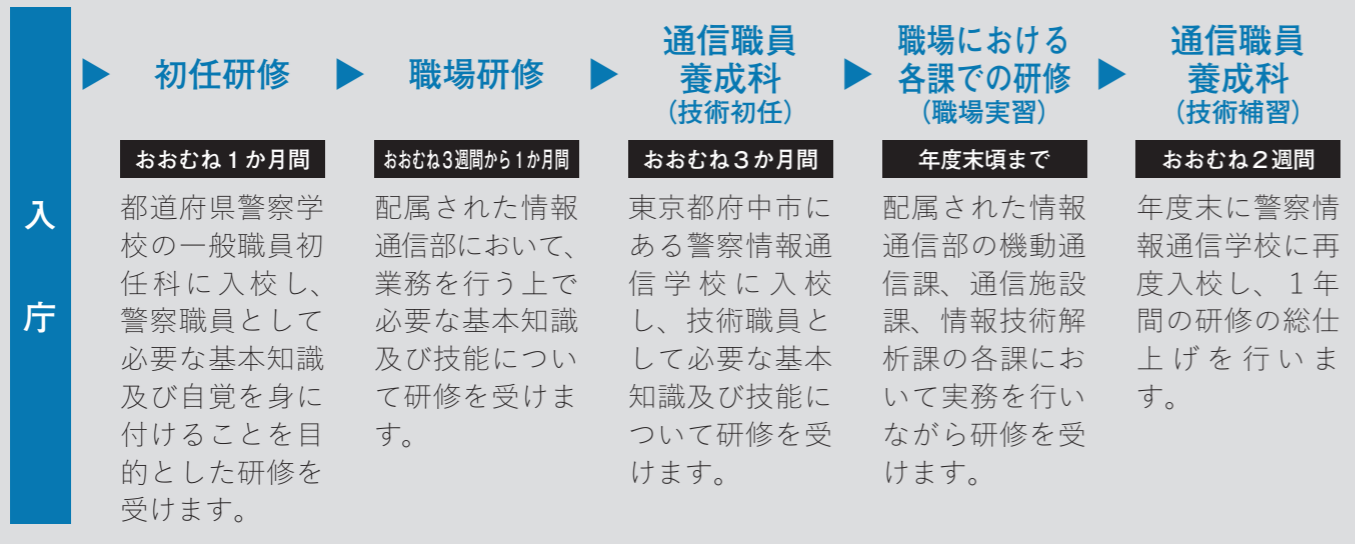 入庁
初任研修
おおむね1か月間
都道府県警察学
校の一般職員初
任科に入校し、
警察職員として
必要な基本知識
及び自覚を身に
付けることを目
的とした研修を
受けます。
職場研修
おおむね3週間から1か月間
配属された情報
通信部において、
業務を行う上で
必要な基本知識
及び技能につい
て研修を受けま
す。
通信職員
養成科
(技術初任)
おおむね3か月間
東京都府中市に
ある警察情報通
信学校に入校
し、技術職員と
して必要な基本
知識及び技能に
ついて研修を受
けます。
職場における
各課での研修
(職場実習)
年度末頃まで
配属された情報
通信部の機動通
信課、通信施設
課、情報技術解
析課の各課にお
いて実務を行い
ながら研修を受
けます。
通信職員
養成科
(技術補習)
おおむね2週間
年度末に警察情
報通信学校に再
度入校し、1年
間の研修の総仕
上げを行いま
す。